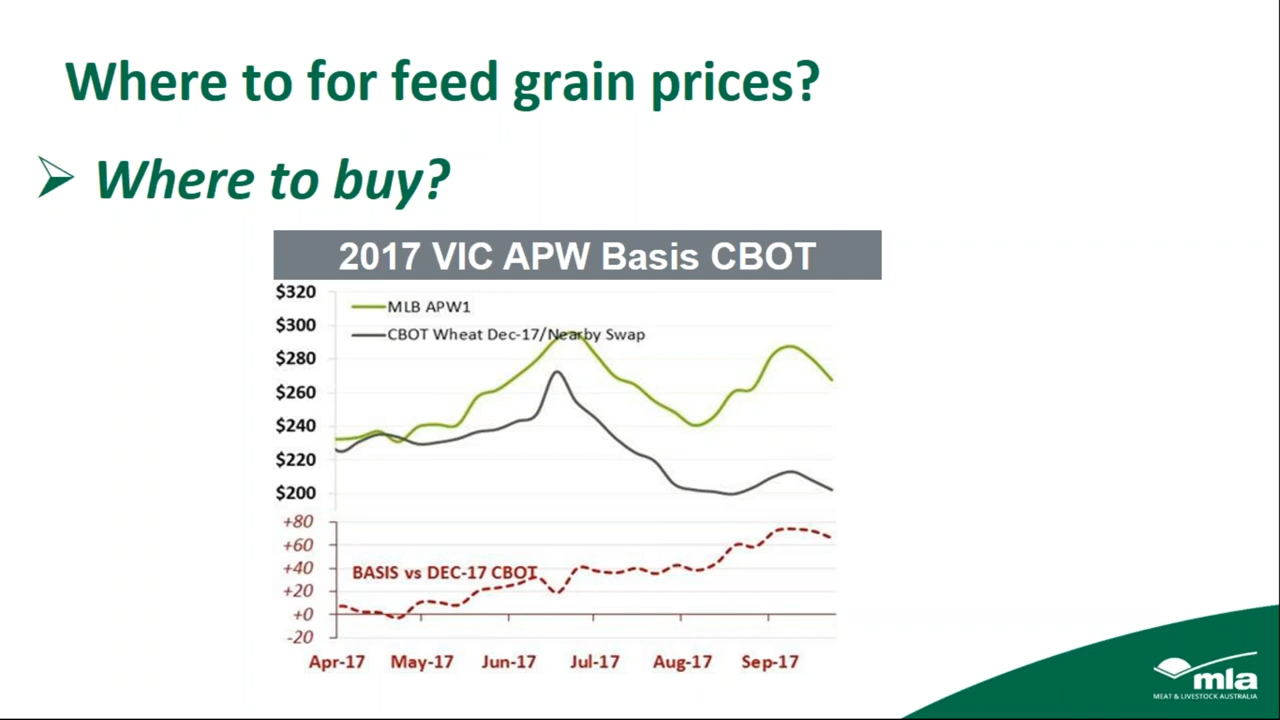 Where to for feed grain prices?
Where to buy?
2017 VIC APW Basis CBOT
$320
$300
$280
$260
$240
$220
$200
MLB APW1
CBOT Wheat Dec-17/Nearby Swap
+80
+60
+40
+20
+0
-20
BASIS vs DEC-17 CBOT
Apr-17 May-17 Jun-17 Jul-17 Aug-17 Sep-17
mla
MEAT & LIVESTOCK AUSTRALIA